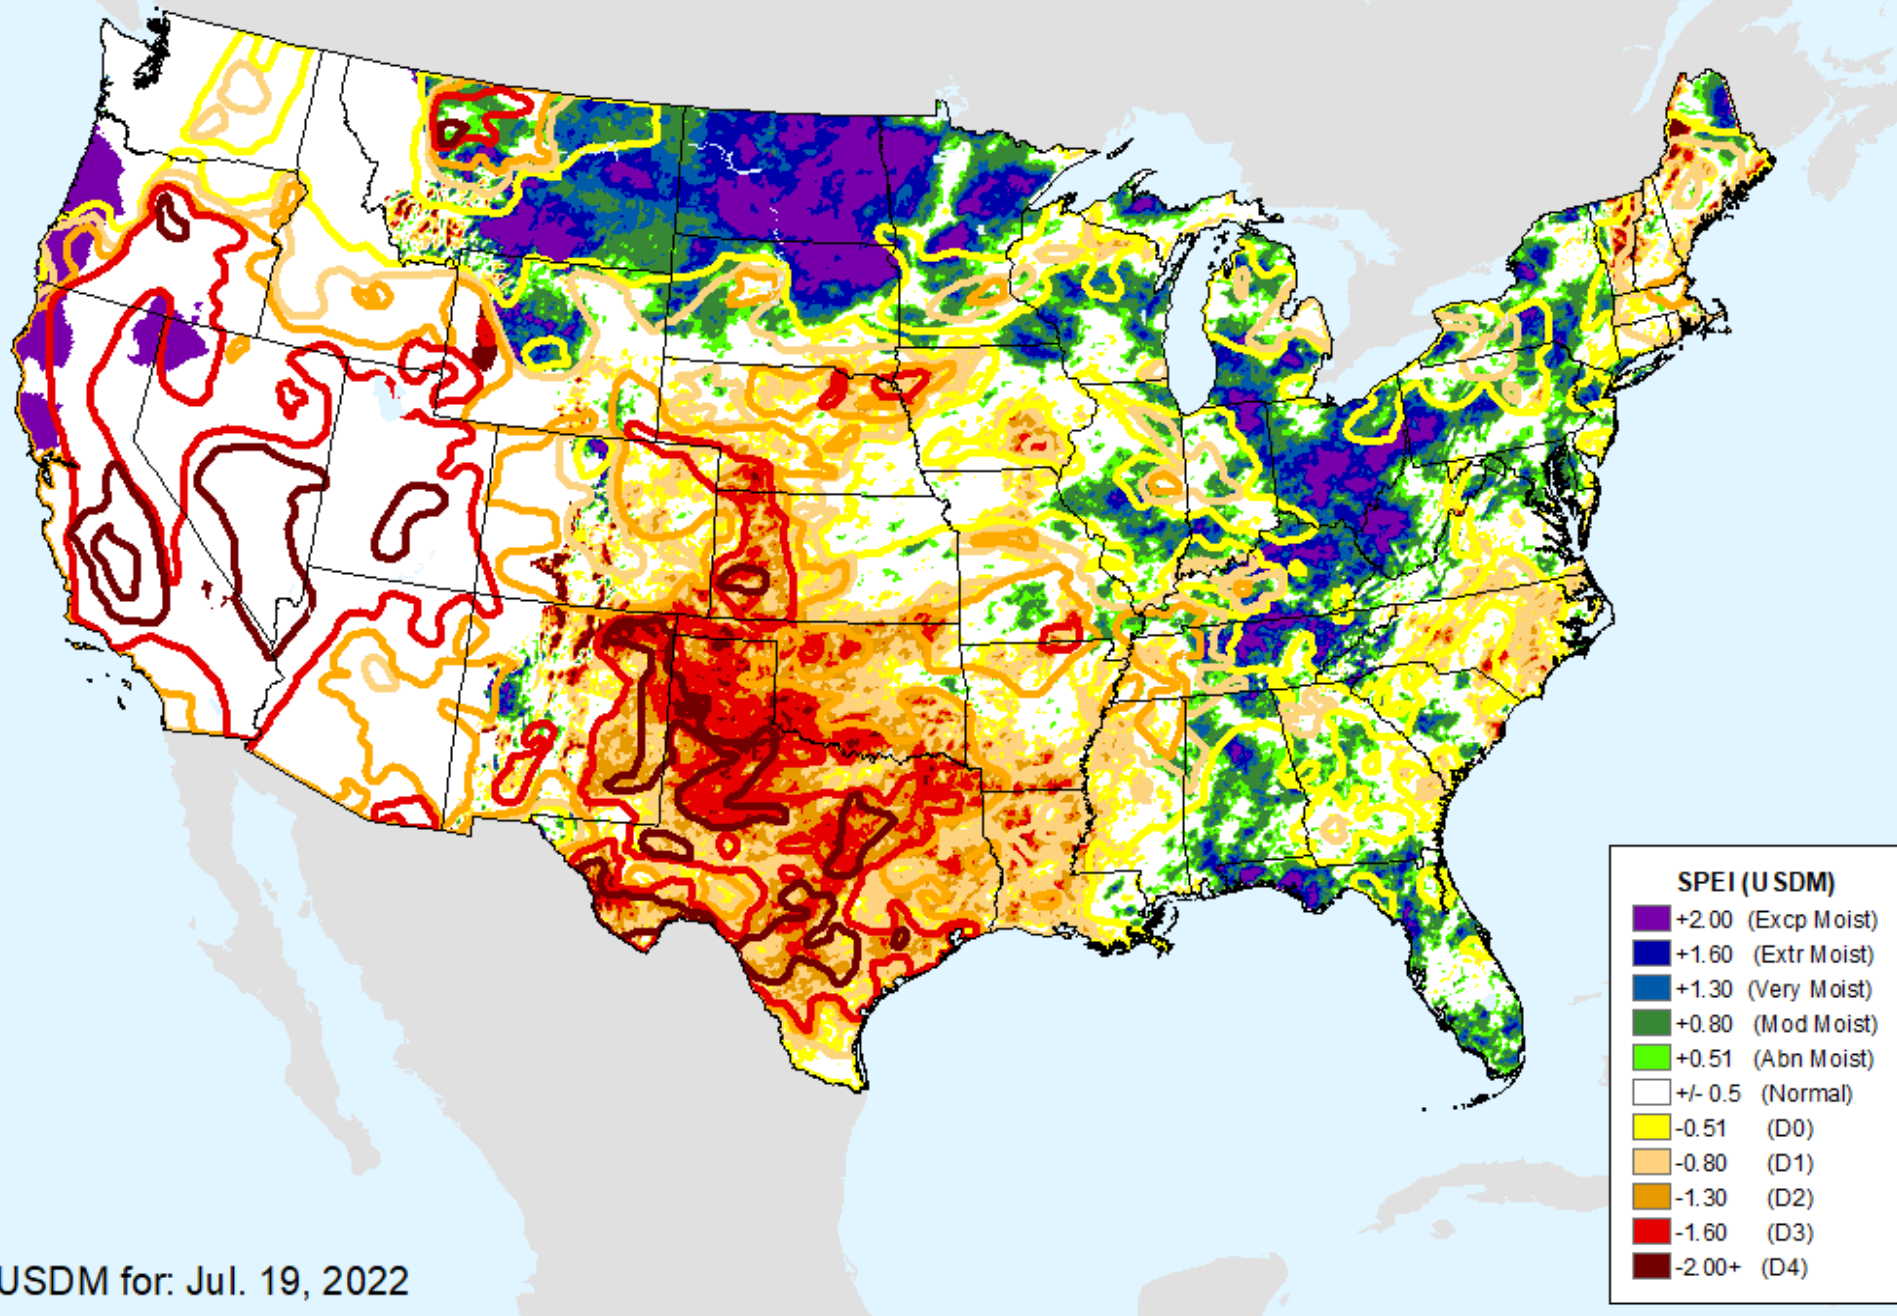 SPEI (USDM)
+2.00 (Excp Moist)
+1.60 (Extr Moist)
+1.30 (Very Moist)
+0.80 (Mod Moist)
+0.51 (Abn Moist)
+/- 0.5 (Normal)
-0.51 (D0)
-0.80 (D1)
-1.30 (D2)
-1.60 (D3)
-2.00+ (D4)
USDM for: Jul. 19, 2022